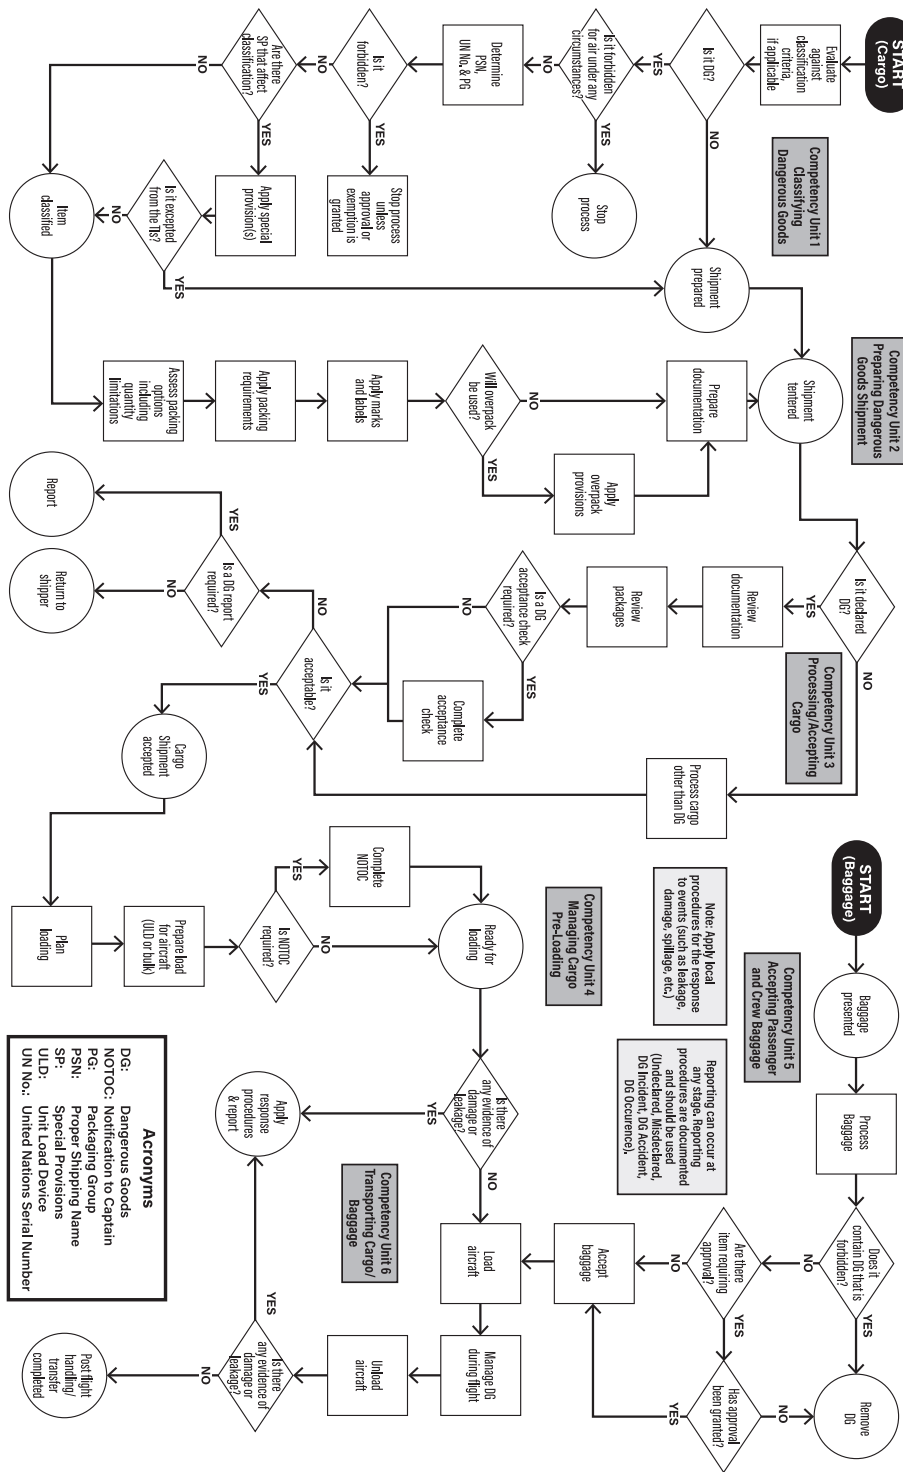 START
(Cargo)
Evaluate
against
classification
criteria,
if applicable
Is it DG?
YES
NO
Is it forbidden
for air under any
circumstances?
YES
NO
Stop
process
Determine
PSN,
UN No. & PG
Is it
forbidden?
YES
NO
Stop process
unless
approval or
exemption is
granted
Are there
SP that affect
classification?
YES
NO
Apply special
provision(s)
Is it excepted
from the TIs?
NO
YES
Item
classified
Competency Unit 1
Classifying
Dangerous Goods
Shipment
prepared
Competency Unit 2
Preparing Dangerous
Goods Shipment
Shipment
tentered
Prepare
documentation
Will overpack
be used?
NO
YES
Apply
overpack
provisions
Apply marks
and labels
Apply packing
requirements
Assess packing
options
including
quantity
limitations
Is it declared
DG?
YES
NO
Review
documentation
Review
packages
Is a DG
acceptance check
required?
NO
YES
Complete
acceptance
check
Is it
acceptable?
NO
YES
Is a DG report
required?
YES
NO
Report
Return to
shipper
Competency Unit 3
Processing/Accepting
Cargo
Process cargo
other than DG
Cargo
Shipment
accepted
Plan
loading
Prepare load
for aircraft
(ULD or bulk)
Is NOTOC
required?
YES
NO
Complete
NOTOC
Ready for
loading
Competency Unit 4
Managing Cargo
Pre-Loading
Note: Apply local
procedures for the response
to events (such as leakage,
damage, spillage, etc.)
START
(Baggage)
Baggage
presented
Competency Unit 5
Accepting Passenger
and Crew Baggage
Process
Baggage
Reporting can occur at
any stage. Reporting
procedures are documented
and should be used
(Undeclared, Misdeclared,
DG Incident, DG Accident,
DG Occurence).
Does it
contain DG that is
forbidden?
NO
YES
Are there
item requiring
approval?
NO
YES
Has approval
been granted?
NO
YES
Remove
DG
Accept
baggage
Is there
any evidence of
damage or
leakage?
YES
NO
Apply
response
procedures
& report
Competency Unit 6
Transporting Cargo/
Baggage
Load
aircraft
Manage DG
during flight
Unload
aircraft
Is there
any evidence of
damage or
leakage?
YES
NO
Post flight
handling/
transfer
completed
Acronyms
DG: Dangerous Goods
NOTOC: Notification to Captain
PG: Packaging Group
PSN: Proper Shipping Name
SP: Special Provisions
ULD: Unit Load Device
UN No.: United Nations Serial Number